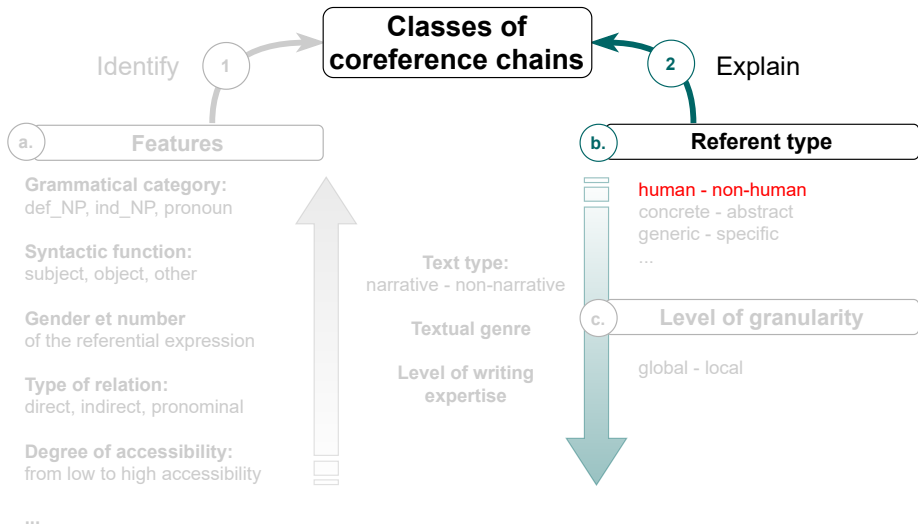 Classes of
coreference chains
Identify
1
2
Explain
a.
Features
b.
Referent type
Grammatical category:
def_NP, ind_NP, pronoun
Syntactic function:
subject, object, other
Gender et number
of the referential expression
Type of relation:
direct, indirect, pronominal
Degree of accessibility:
from low to high accessibility
...
Text type:
narrative - non-narrative
Textual genre
Level of writing
expertise
human - non-human
concrete - abstract
generic - specific
...
c.
Level of granularity
global - local